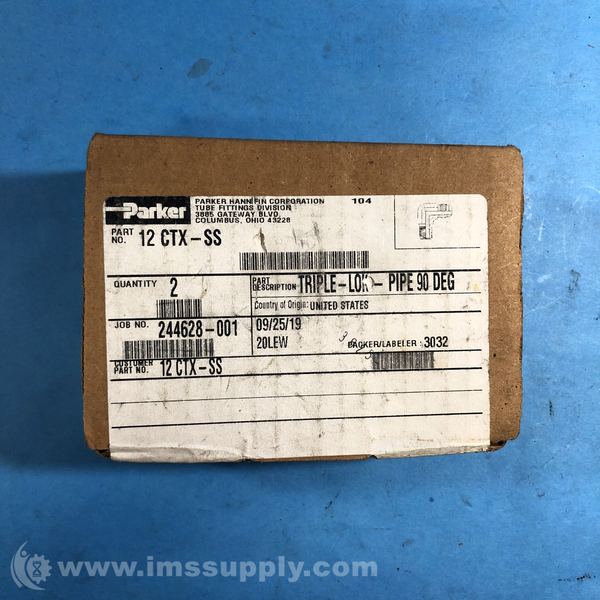 Parker
PARKER HANNIFIN CORPORATION
TUBE FITTINGS DIVISION
3885 GATEWAY BLVD.
COLUMBUS, OHIO 43228
104
PART NO. 12 CTX-SS
QUANTITY 2
PART DESCRIPTION TRIPLE-LOK - PIPE 90 DEG
Country of Origin: UNITED STATES
JOB NO. 244628-001
09/25/19
20LEW
PACKER/LABELER: 3032
CUSTOMER PART NO. 12 CTX-SS
www.imssupply.com